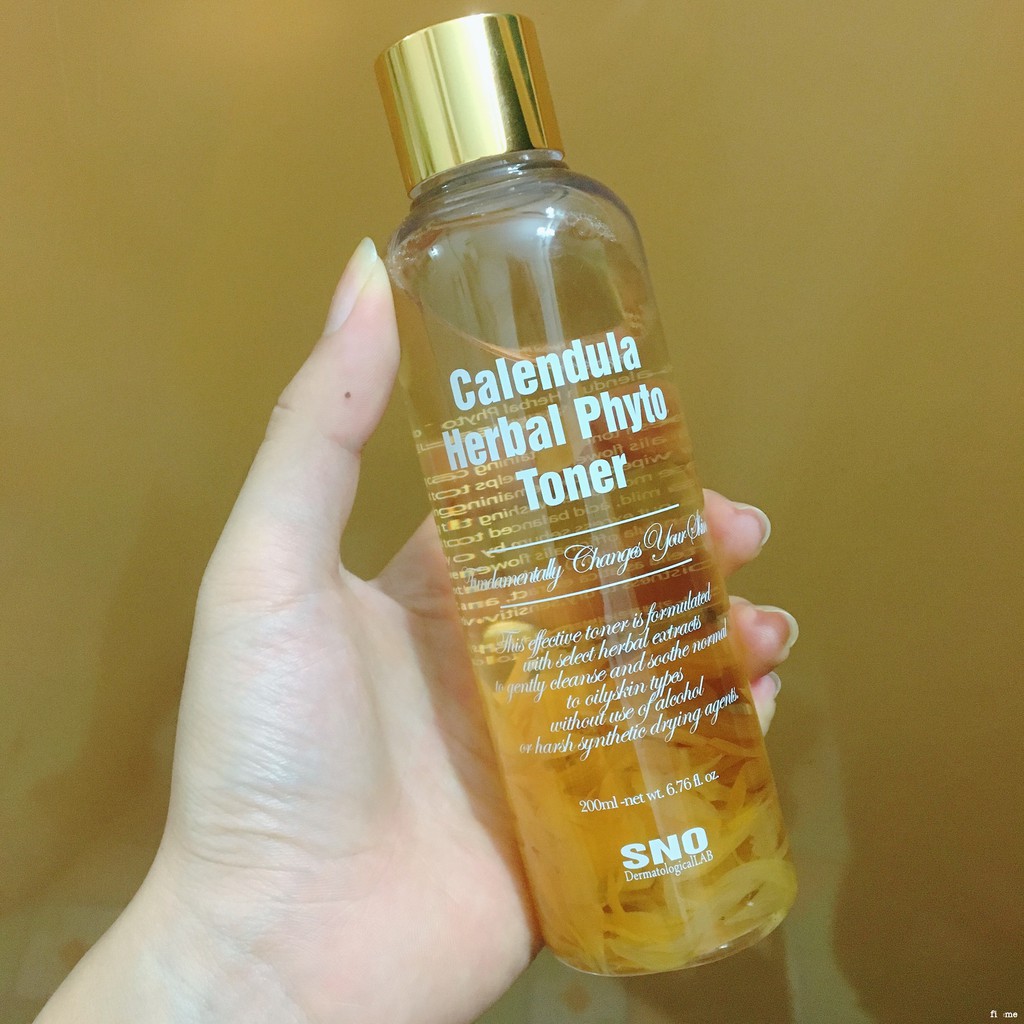 Calendula
Herbal Phyto
Toner
Fundamentally Changes Your Skin
This effective toner is formulated
with select herbal extracts
to gently cleanse and soothe normal
to oilyskin types
without use of alcohol
or harsh synthetic drying agents.
200ml -net wt. 6.76 fl. oz.
SNO
DermatologicalLAB